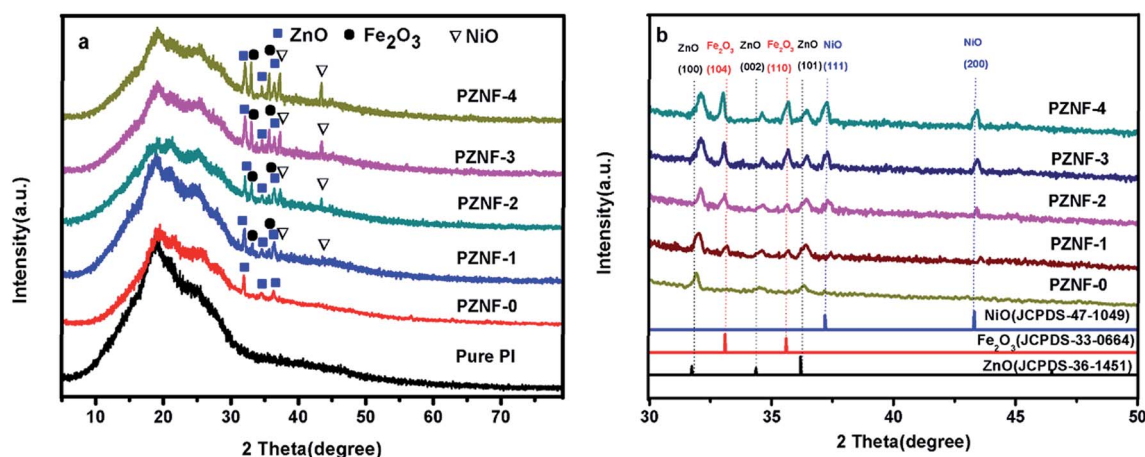 a
ZnO Fe2O3 NiO
PZNF-4
PZNF-3
PZNF-2
PZNF-1
PZNF-0
Pure PI
Intensity(a.u.)
10 20 30 40 50 60 70
2 Theta(degree)
b
ZnO Fe2O3 ZnO Fe2O3 ZnO NiO NiO
(100) (104) (002) (110) (101) (111) (200)
PZNF-4
PZNF-3
PZNF-2
PZNF-1
PZNF-0
NiO(JCPDS-47-1049)
Fe2O3(JCPDS-33-0664)
ZnO(JCPDS-36-1451)
Intensity(a.u.)
30 35 40 45 50
2 Theta(degree)